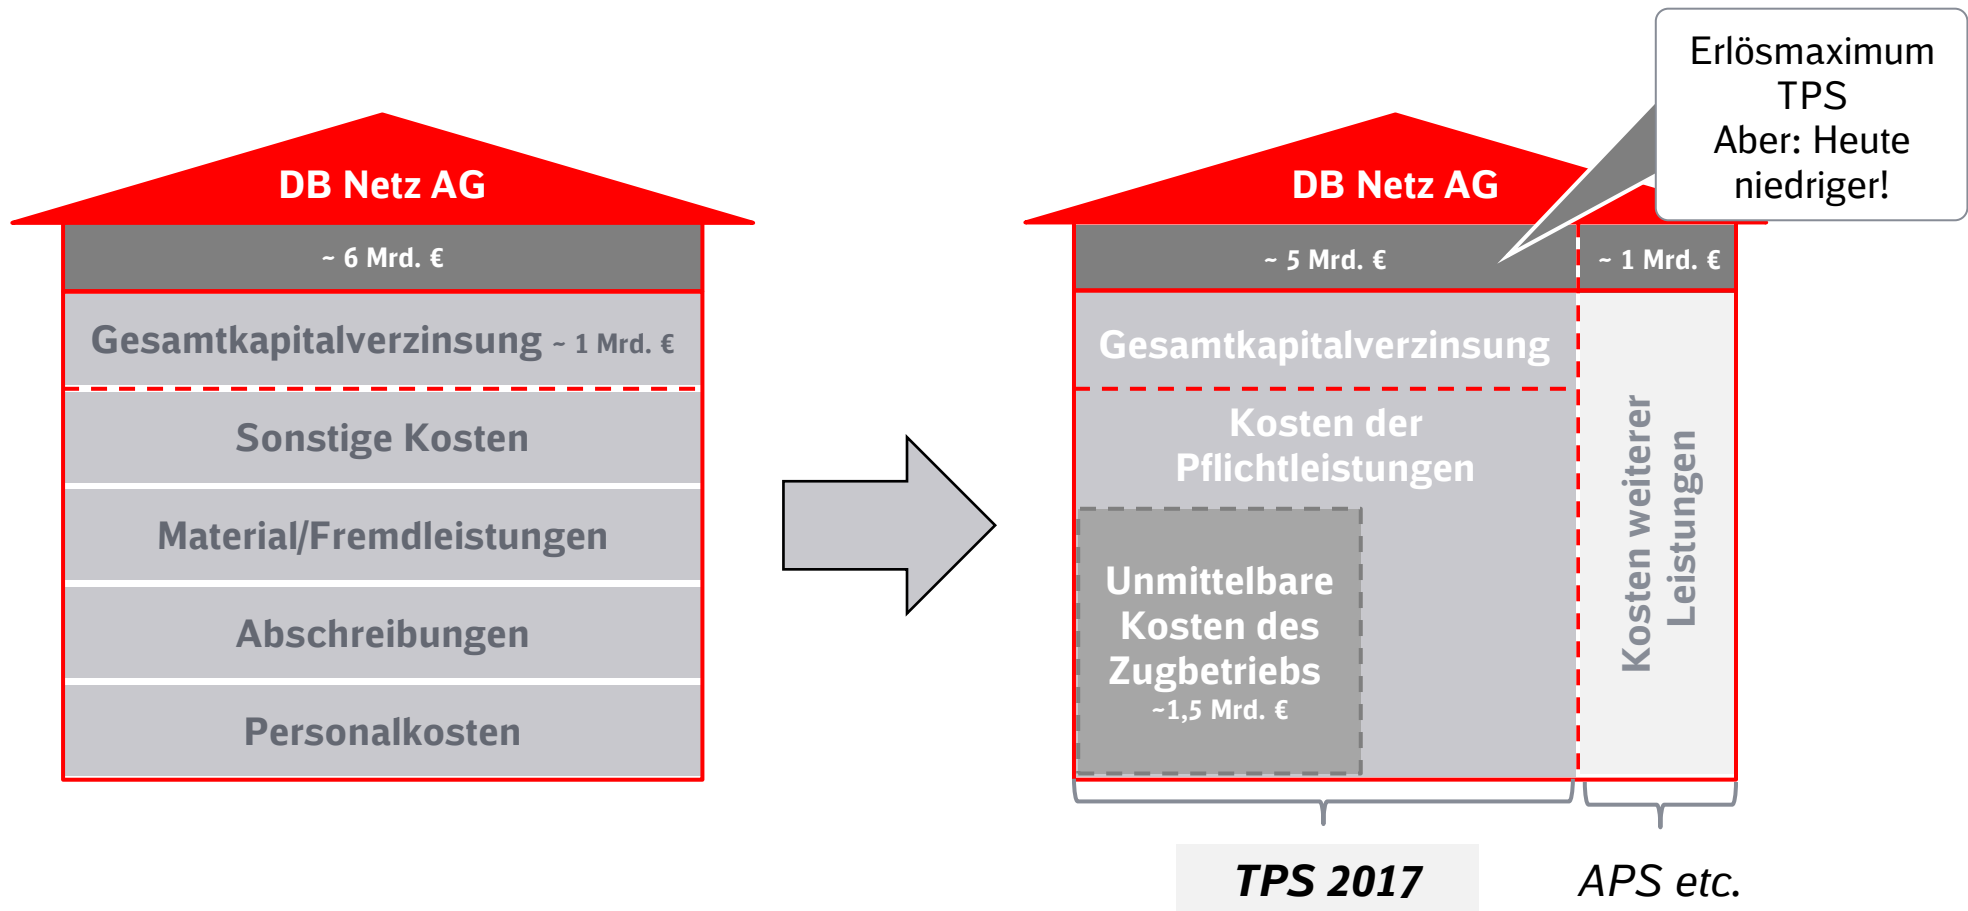 DB Netz AG
~ 6 Mrd. €
Gesamtkapitalverzinsung ~ 1 Mrd. €
Sonstige Kosten
Material/Fremdleistungen
Abschreibungen
Personalkosten
Erlösmaximum
TPS
Aber: Heute
niedriger!
DB Netz AG
~ 5 Mrd. €
~ 1 Mrd. €
Gesamtkapitalverzinsung
Kosten der
Pflichtleistungen
Unmittelbare
Kosten des
Zugbetriebs
~1,5 Mrd. €
Kosten weiterer
Leistungen
TPS 2017
APS etc.